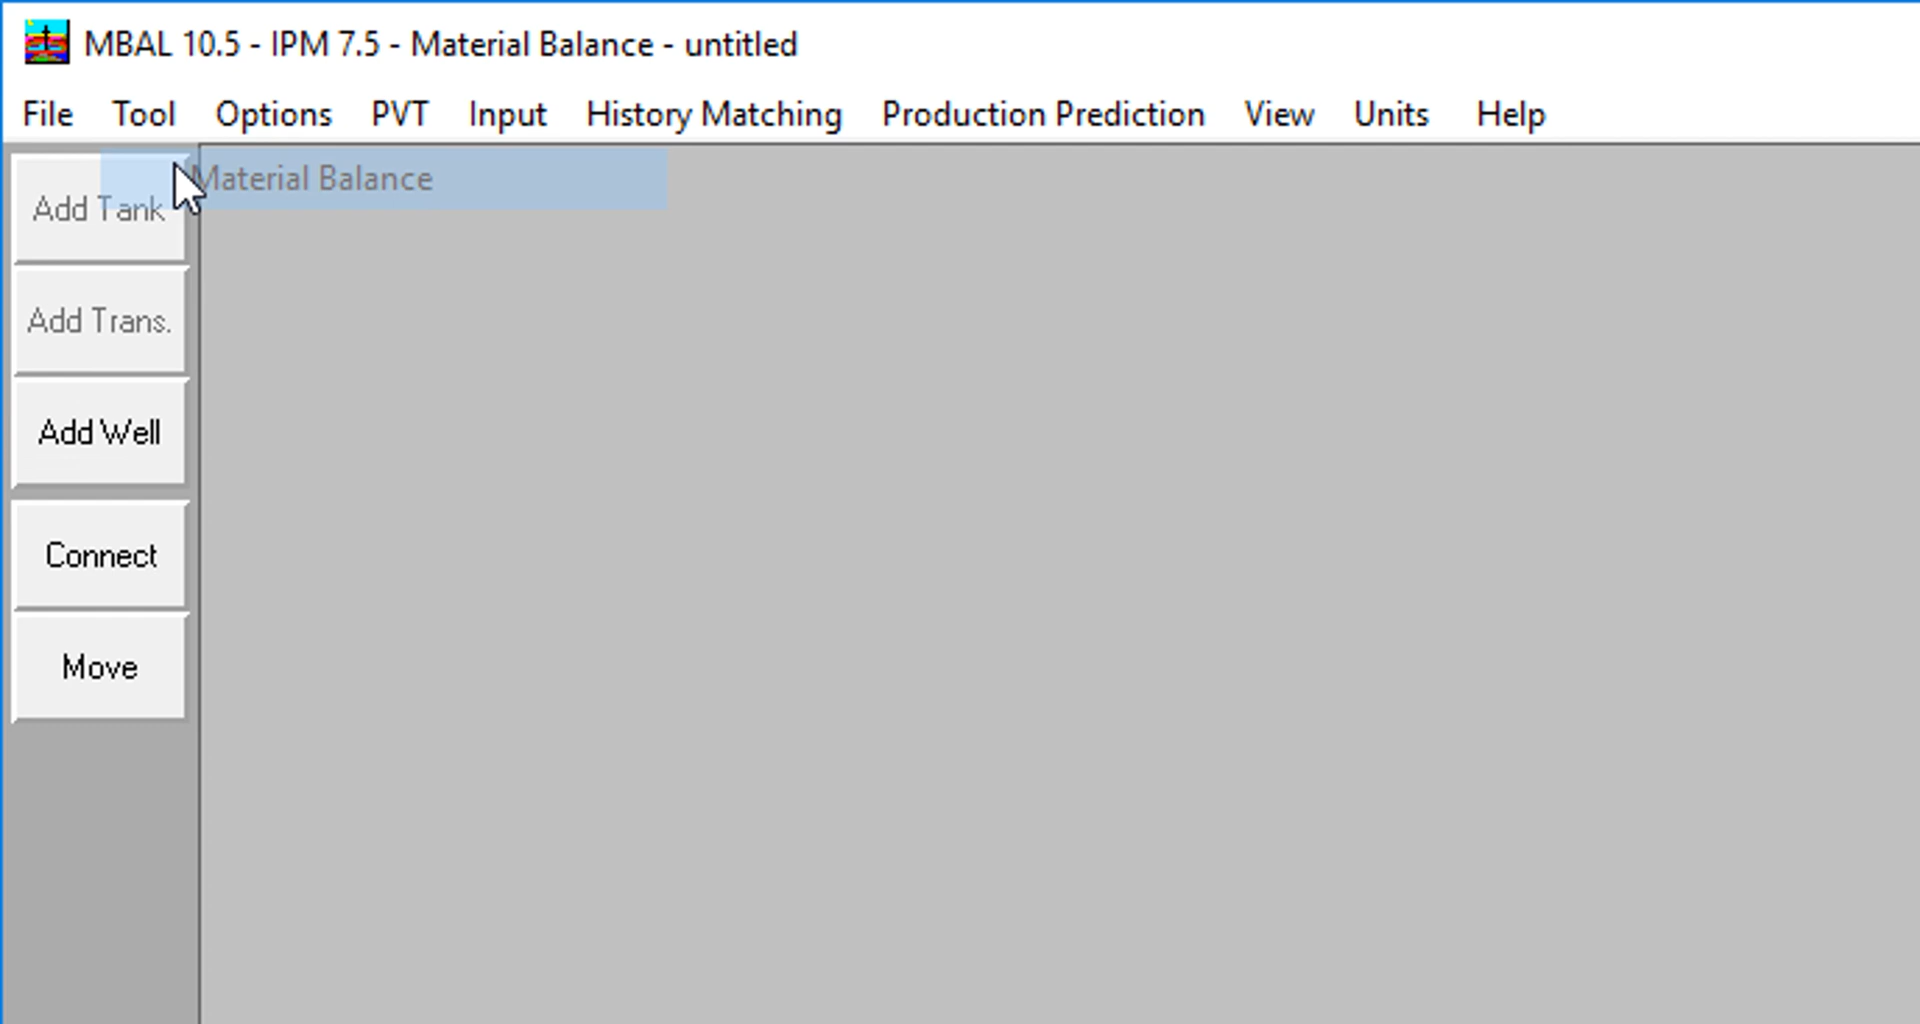 MBAL 10.5 - IPM 7.5 - Material Balance - untitled
File Tool Options PVT Input History Matching Production Prediction View Units Help
Material Balance
Add Tank
Add Trans.
Add Well
Connect
Move